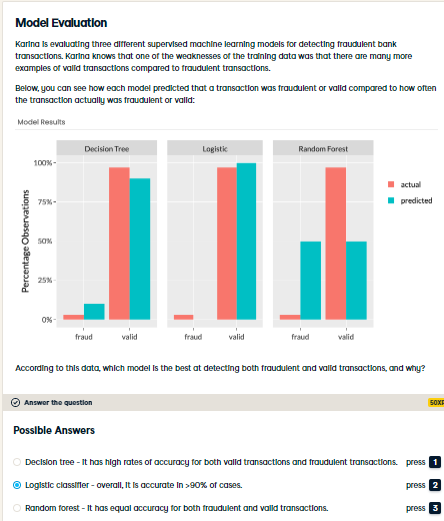 Model Evaluation
Karina is evaluating three different supervised machine learning models for detecting fraudulent bank
transactions. Karina knows that one of the weaknesses of the training data was that there are many more
examples of valid transactions compared to fraudulent transactions.
Below, you can see how each model predicted that a transaction was fraudulent or valid compared to how often
the transaction actually was fraudulent or valid:
Model Results
Decision Tree
Logistic
Random Forest
100%
75%
50%
25%
0%
Percentage Observations
fraud
valid
fraud
valid
fraud
valid
actual
predicted
According to this data, which model is the best at detecting both fraudulent and valid transactions, and why?
Answer the question
50XP
Possible Answers
Decision tree - It has high rates of accuracy for both valid transactions and fraudulent transactions. press 1
Logistic classifier - overall, it is accurate in >90% of cases. press 2
Random forest - It has equal accuracy for both fraudulent and valid transactions. press 3